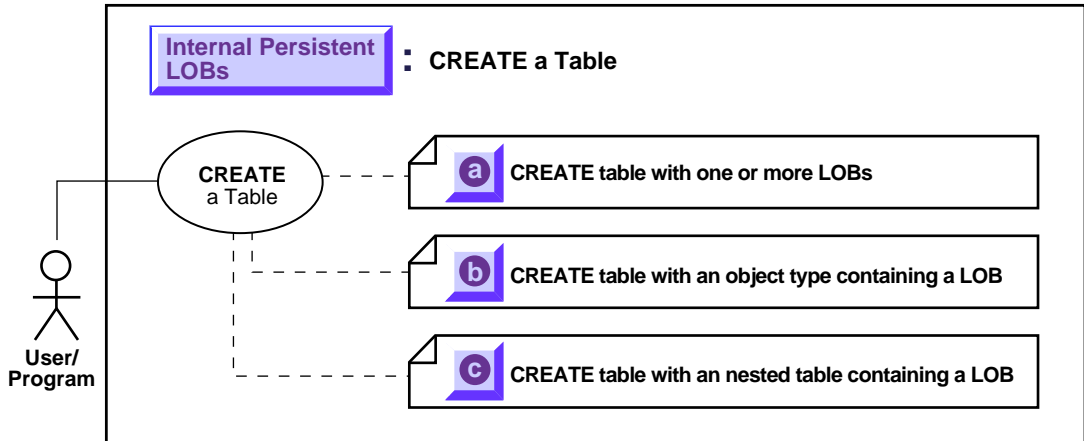 Internal Persistent
LOBs
: CREATE a Table
CREATE
a Table
a CREATE table with one or more LOBs
b CREATE table with an object type containing a LOB
c CREATE table with an nested table containing a LOB
User/
Program